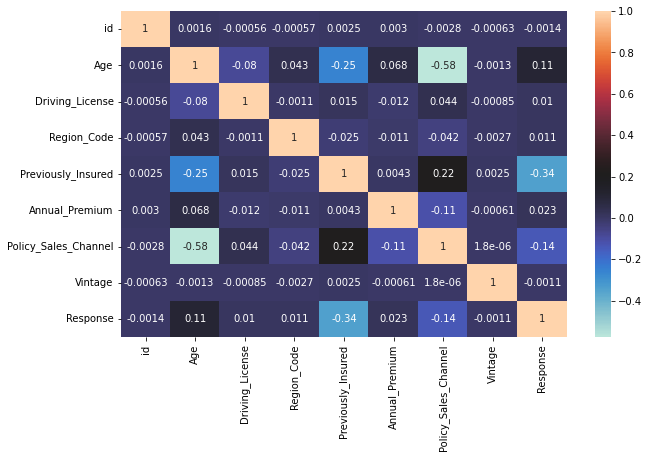 id 1 0.0016 -0.00056 -0.00057 0.0025 0.003 -0.0028 -0.00063 -0.0014
Age 0.0016 1 -0.08 0.043 -0.25 0.068 -0.58 -0.0013 0.11
Driving_License -0.00056 -0.08 1 -0.0011 0.015 -0.012 0.044 -0.00085 0.01
Region_Code -0.00057 0.043 -0.0011 1 -0.025 -0.011 -0.042 -0.0027 0.011
Previously_Insured 0.0025 -0.25 0.015 -0.025 1 0.0043 0.22 0.0025 -0.34
Annual_Premium 0.003 0.068 -0.012 -0.011 0.0043 1 -0.11 -0.00061 0.023
Policy_Sales_Channel -0.0028 -0.58 0.044 -0.042 0.22 -0.11 1 1.8e-06 -0.14
Vintage -0.00063 -0.0013 -0.00085 -0.0027 0.0025 -0.00061 1.8e-06 1 -0.0011
Response -0.0014 0.11 0.01 0.011 -0.34 0.023 -0.14 -0.0011 1
id
Age
Driving_License
Region_Code
Previously_Insured
Annual_Premium
Policy_Sales_Channel
Vintage
Response
1.0
0.8
0.6
0.4
0.2
0.0
-0.2
-0.4